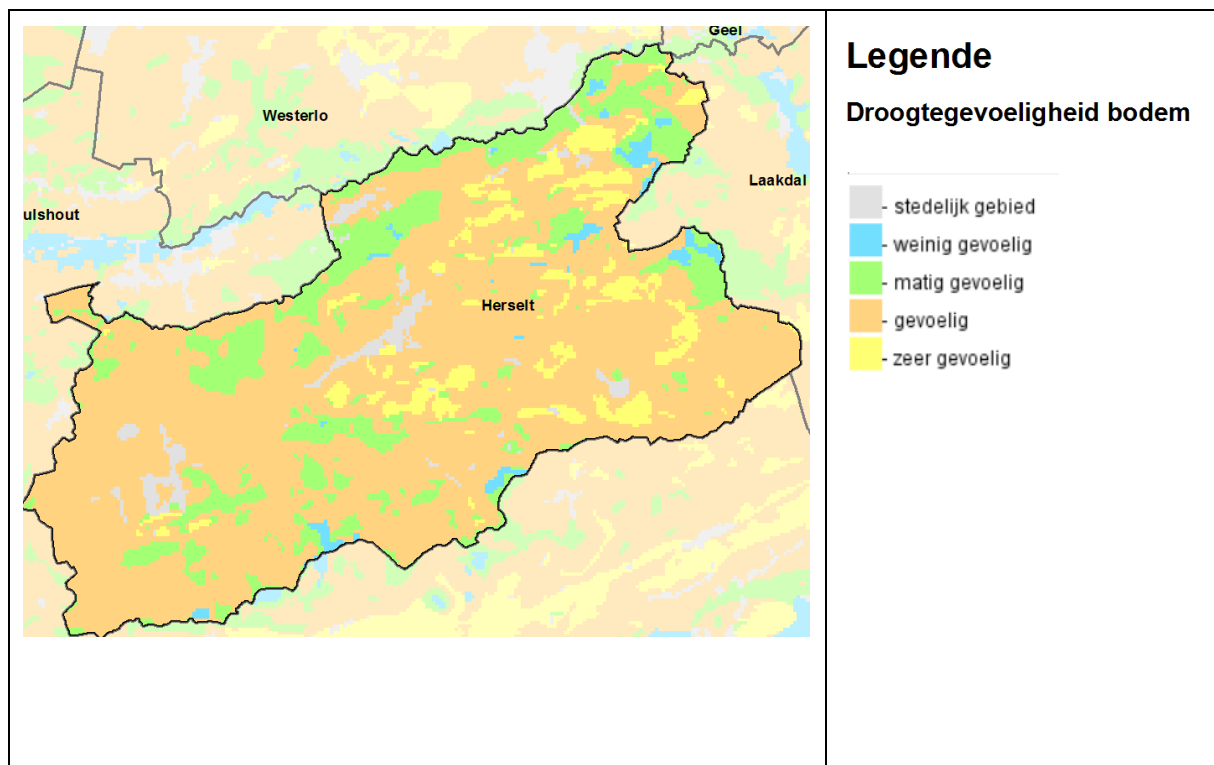 Geel
Westerlo
Laakdal
ulshout
Herselt
Legende
Droogtegevoeligheid bodem
- stedelijk gebied
- weinig gevoelig
- matig gevoelig
- gevoelig
- zeer gevoelig